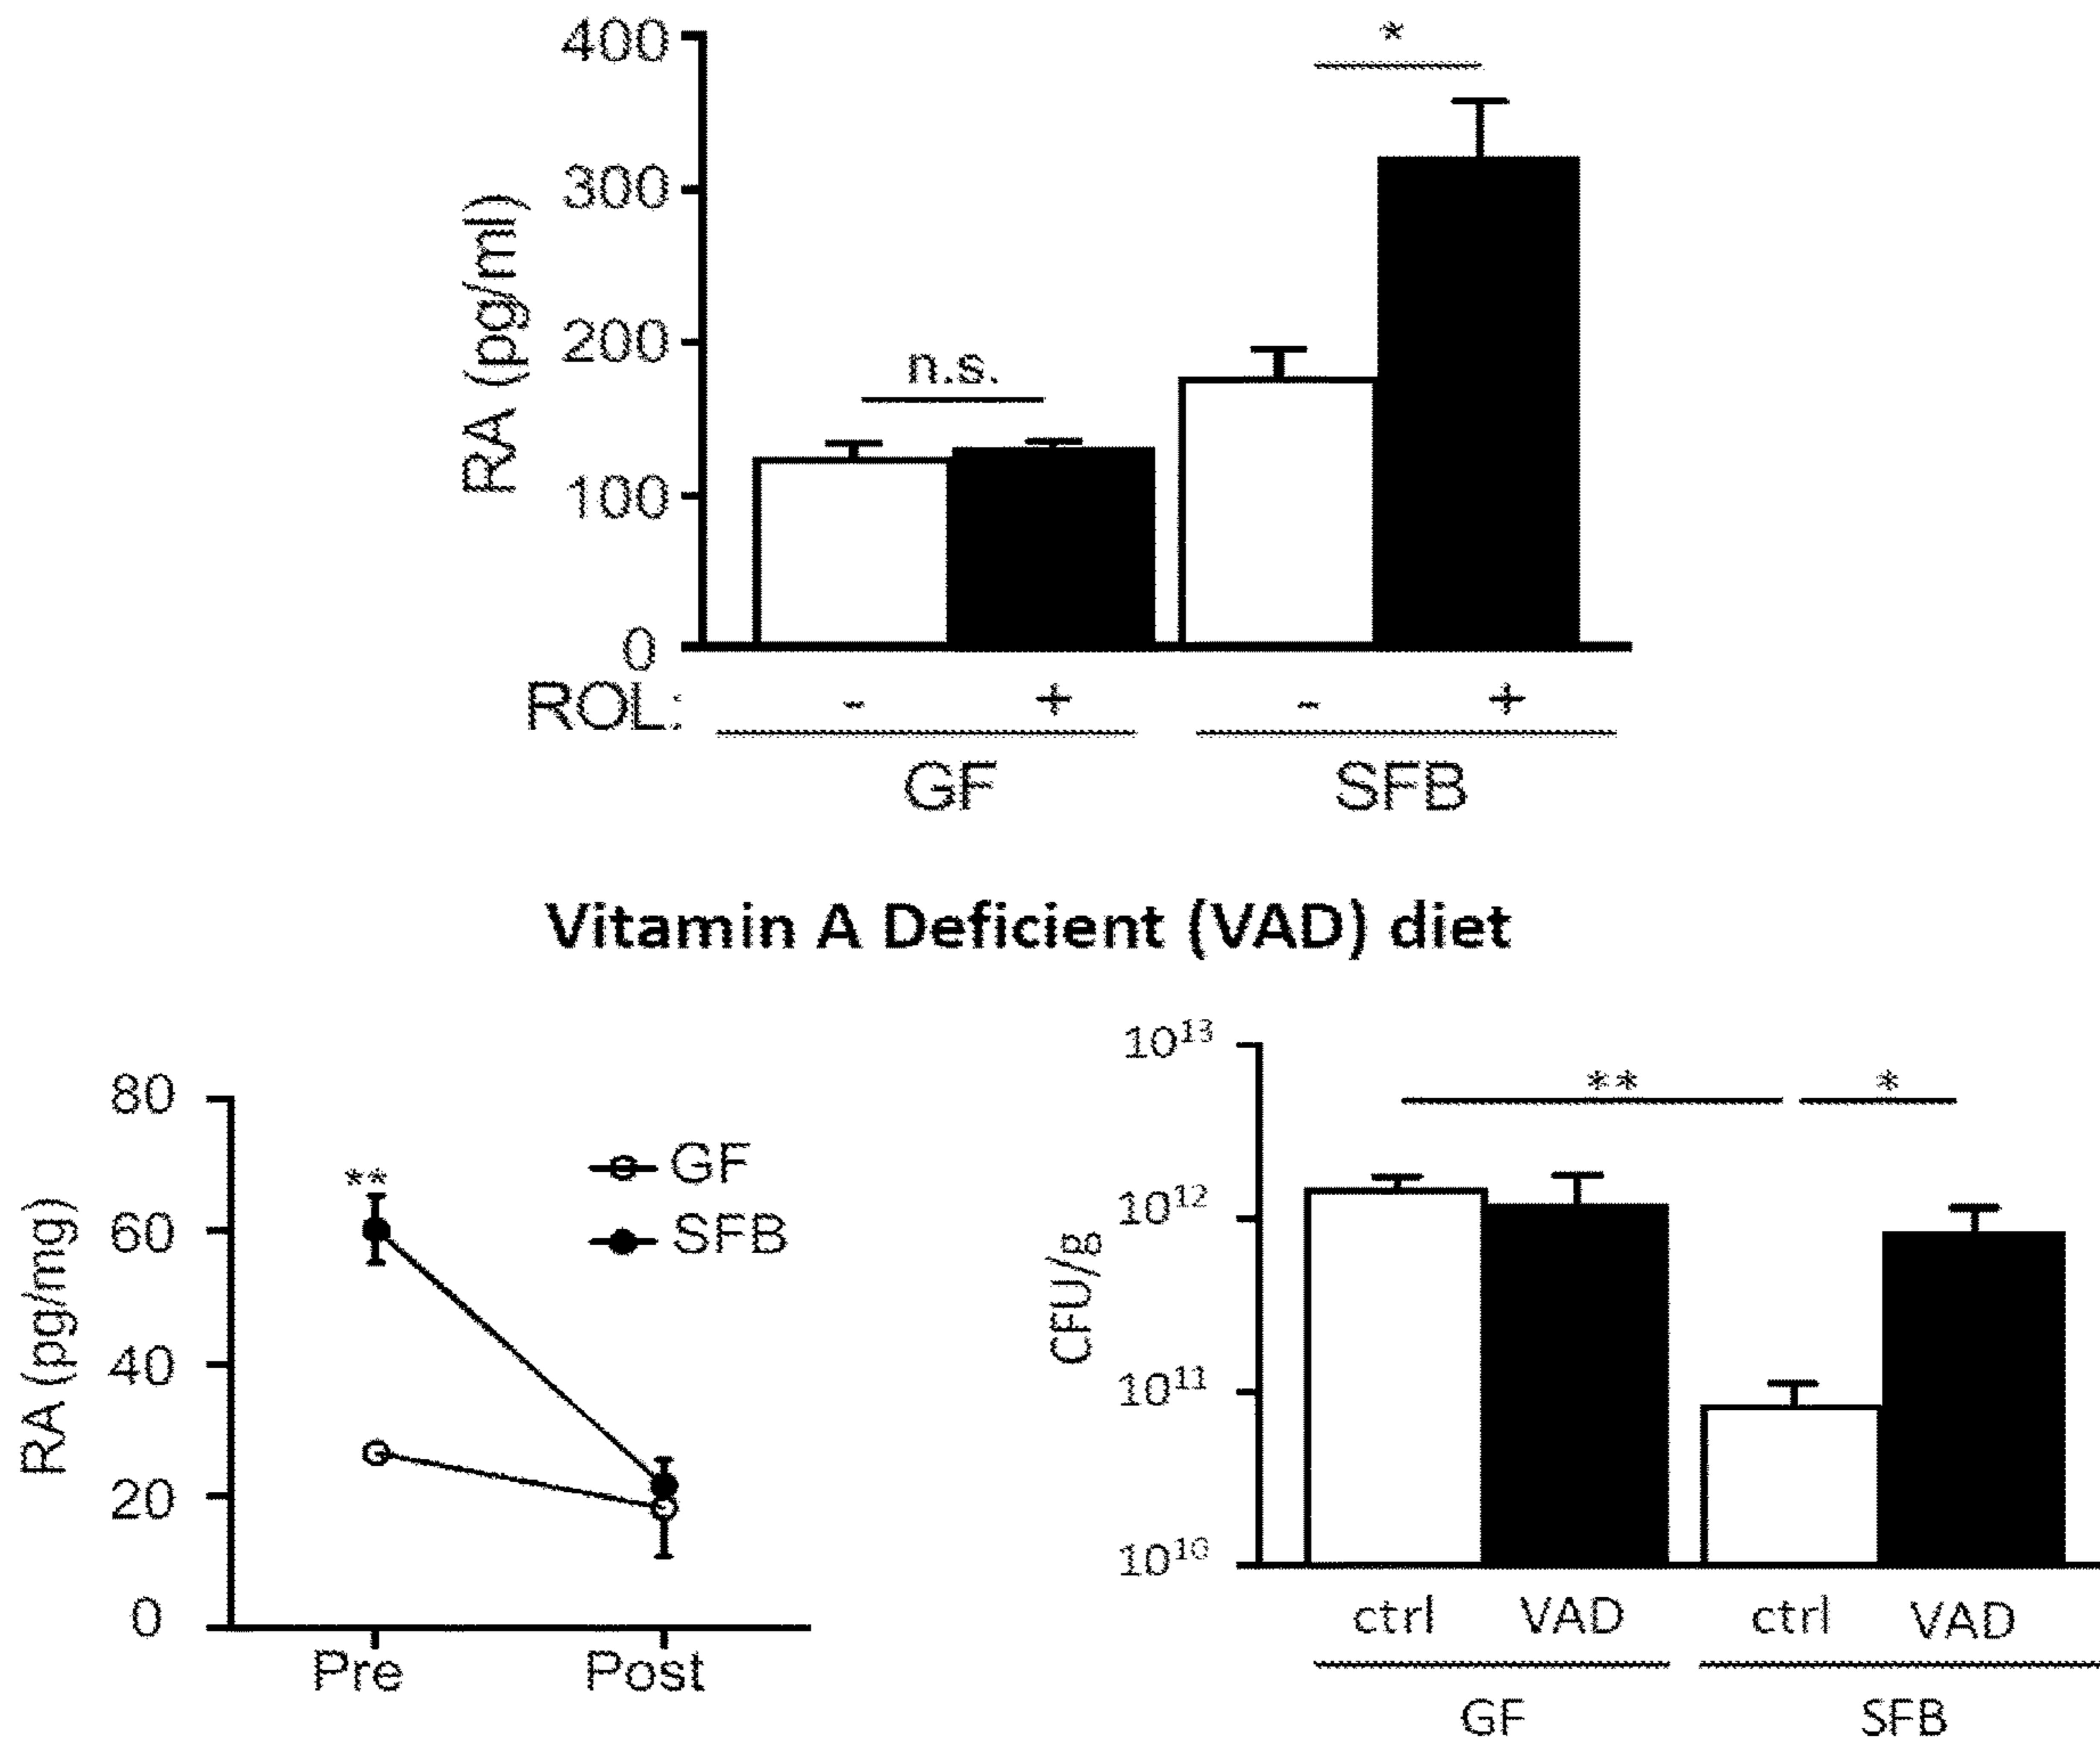 400
300
200
100
0
RA (pg/ml)
n.s.
*
ROL: - + - +
GF SFB
Vitamin A Deficient (VAD) diet
80
60
40
20
0
RA (pg/mg)
**
GF
SFB
Pre Post
10¹³
10¹²
10¹¹
10¹⁰
CFU/g
** *
ctrl VAD ctrl VAD
GF SFB